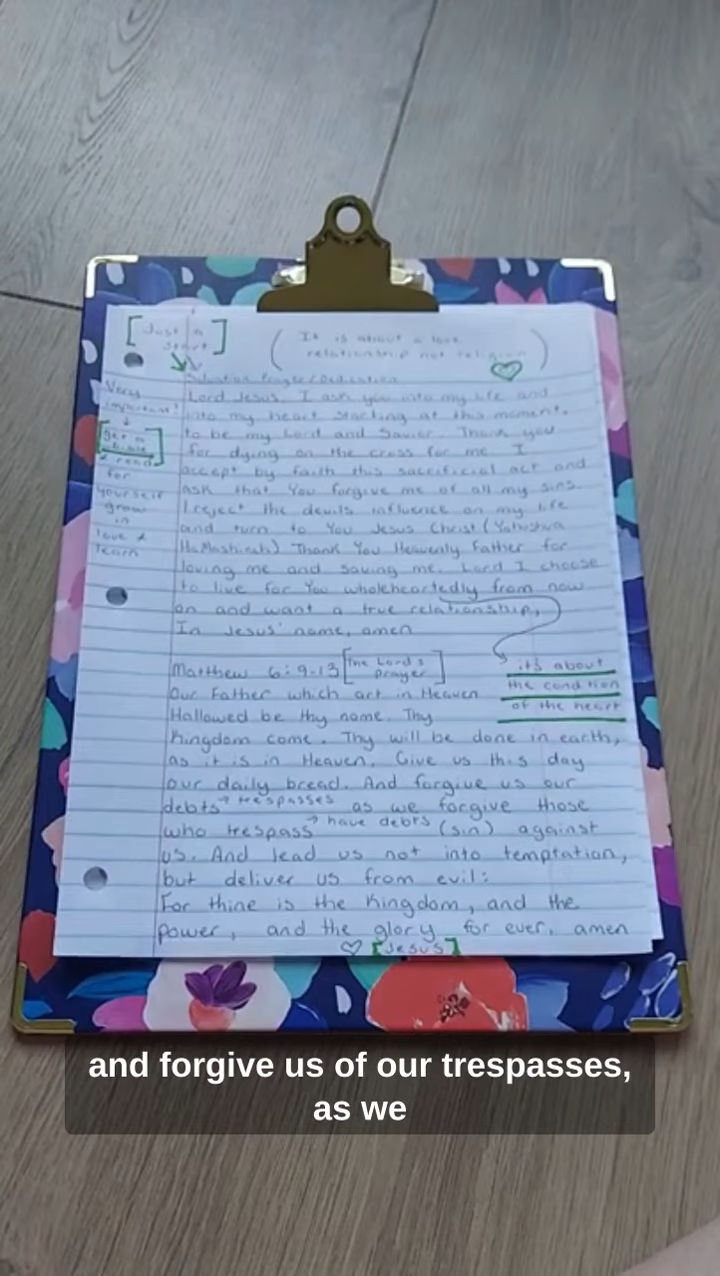 [Just a
start]
(It is about a love
relationship not religion)
Salvation Prayer/Dedication
Lord Jesus, I ask you into my life and
into my heart starting at this moment,
to be my Lord and Savior. Thank you
for dying on the cross for me. I
accept by faith this sacrificial act and
ask that You forgive me of all my sins.
I reject the devils influence on my life
and turn to You Jesus Christ (Yahushua
HaMashiach) Thank You Heavenly Father for
loving me and saving me. Lord I choose
to live for You wholeheartedly from now
on and want a true relationship,
In Jesus' name, amen
Very
important!
[Get a
bible]
& read
for
yourself
grow
in
love &
learn
it's about
the condition
of the heart
Matthew 6:9-13 [The Lord's
prayer]
Our Father which art in Heaven
Hallowed be thy name. Thy
Kingdom come. Thy will be done in earth,
as it is in Heaven. Give us this day
our daily bread. And forgive us our
debts → trespasses as we forgive those
who trespass → have debts (sin) against
us. And lead us not into temptation,
but deliver us from evil:
For thine is the Kingdom, and the
power, and the glory for ever. amen
[Jesus]
and forgive us of our trespasses,
as we